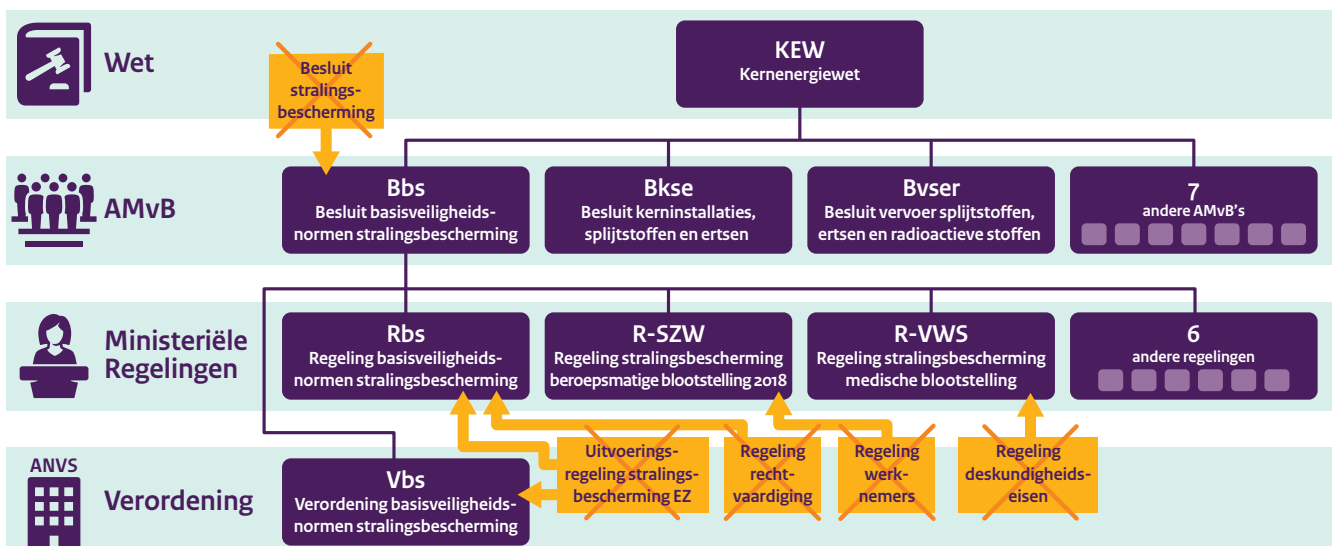 Wet
KEW
Kernenergiewet
Besluit
stralings-
bescherming
AMvB
Bbs
Besluit basisveiligheids-
normen stralingsbescherming
Bkse
Besluit kerninstallaties,
splijtstoffen en ertsen
Bvser
Besluit vervoer splijtstoffen,
ertsen en radioactieve stoffen
7
andere AMvB's
Ministeriële
Regelingen
Rbs
Regeling basisveiligheids-
normen stralingsbescherming
R-SZW
Regeling stralingsbescherming
beroepsmatige blootstelling 2018
R-VWS
Regeling stralingsbescherming
medische blootstelling
6
andere regelingen
ANVS
Verordening
Vbs
Verordening basisveiligheids-
normen stralingsbescherming
Uitvoerings-
regeling stralings-
bescherming EZ
Regeling
recht-
vaardiging
Regeling
werk-
nemers
Regeling
deskundigheids-
eisen